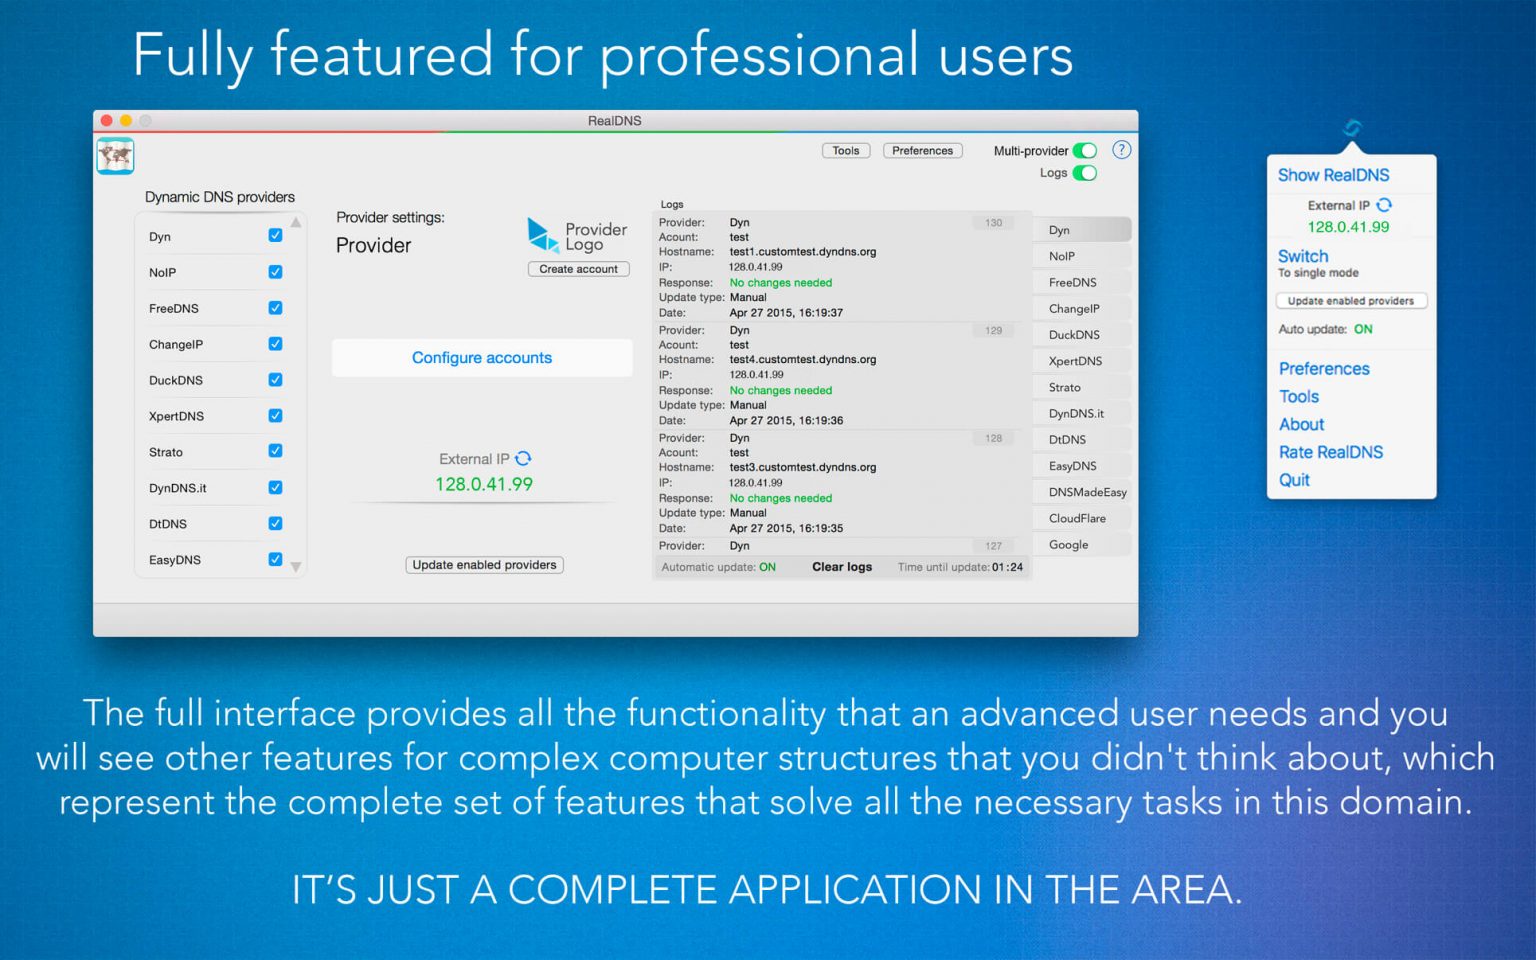 Fully featured for professional users
RealDNS
Tools
Preferences
Multi-provider
?
Logs
Dynamic DNS providers
Dyn
NoIP
FreeDNS
ChangeIP
DuckDNS
XpertDNS
Strato
DynDNS.it
DtDNS
EasyDNS
Provider settings:
Provider
Provider
Logo
Create account
Configure accounts
External IP
128.0.41.99
Update enabled providers
Logs
Provider: Dyn 130
Acount: test
Hostname: test1.customtest.dyndns.org
IP: 128.0.41.99
Response: No changes needed
Update type: Manual
Date: Apr 27 2015, 16:19:37
Provider: Dyn 129
Acount: test
Hostname: test4.customtest.dyndns.org
IP: 128.0.41.99
Response: No changes needed
Update type: Manual
Date: Apr 27 2015, 16:19:36
Provider: Dyn 128
Acount: test
Hostname: test3.customtest.dyndns.org
IP: 128.0.41.99
Response: No changes needed
Update type: Manual
Date: Apr 27 2015, 16:19:35
Provider: Dyn 127
Automatic update: ON Clear logs Time until update: 01:24
Dyn
NoIP
FreeDNS
ChangeIP
DuckDNS
XpertDNS
Strato
DynDNS.it
DtDNS
EasyDNS
DNSMadeEasy
CloudFlare
Google
Show RealDNS
External IP
128.0.41.99
Switch
To single mode
Update enabled providers
Auto update: ON
Preferences
Tools
About
Rate RealDNS
Quit
The full interface provides all the functionality that an advanced user needs and you
will see other features for complex computer structures that you didn't think about, which
represent the complete set of features that solve all the necessary tasks in this domain.
IT’S JUST A COMPLETE APPLICATION IN THE AREA.